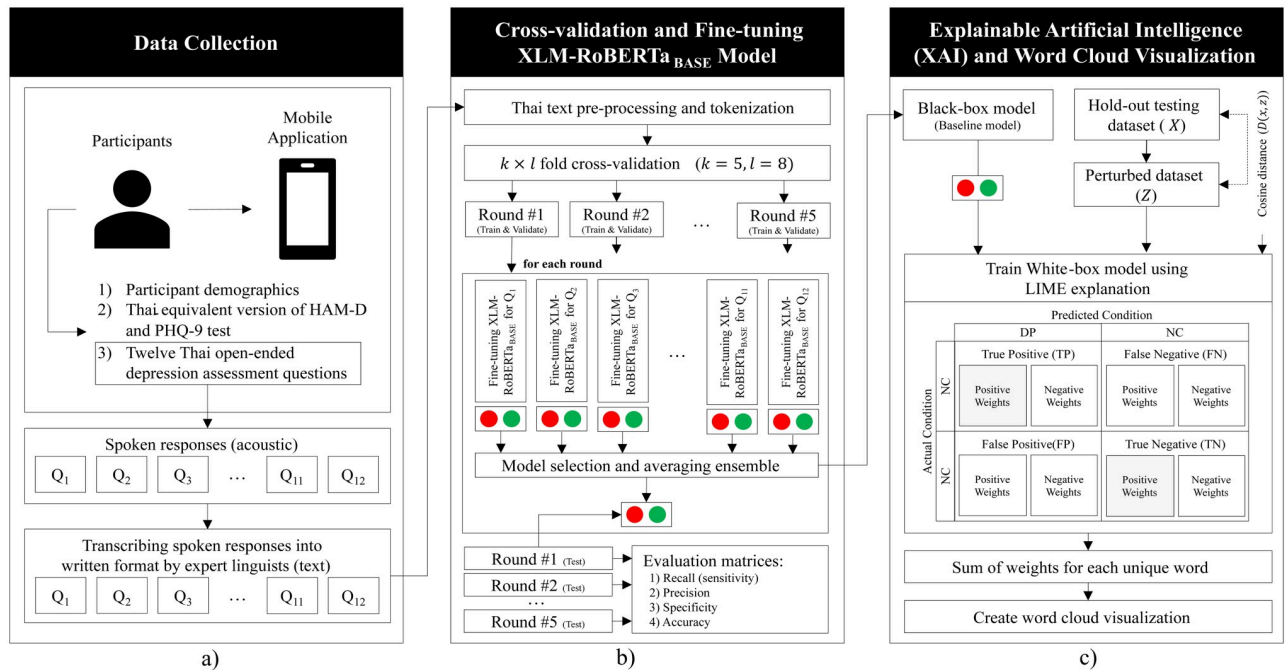 Data Collection
Participants
Mobile
Application
1) Participant demographics
2) Thai equivalent version of HAM-D
and PHQ-9 test
3) Twelve Thai open-ended
depression assessment questions
Spoken responses (acoustic)
Q1 Q2 Q3 … Q11 Q12
Transcribing spoken responses into
written format by expert linguists (text)
Q1 Q2 Q3 … Q11 Q12
a)
Cross-validation and Fine-tuning
XLM-RoBERTa BASE Model
Thai text pre-processing and tokenization
k × l fold cross-validation (k = 5, l = 8)
Round #1
(Train & Validate)
Round #2
(Train & Validate)
…
Round #5
(Train & Validate)
for each round
Fine-tuning XLM-
RoBERTaBASE for Q1
Fine-tuning XLM-
RoBERTaBASE for Q2
Fine-tuning XLM-
RoBERTaBASE for Q3
…
Fine-tuning XLM-
RoBERTaBASE for Q11
Fine-tuning XLM-
RoBERTaBASE for Q12
Model selection and averaging ensemble
Round #1 (Test)
Round #2 (Test)
…
Round #5 (Test)
Evaluation matrices:
1) Recall (sensitivity)
2) Precision
3) Specificity
4) Accuracy
b)
Explainable Artificial Intelligence
(XAI) and Word Cloud Visualization
Black-box model
(Baseline model)
Hold-out testing
dataset (X)
Perturbed dataset
(Z)
Cosine distance (D(x, z))
Train White-box model using
LIME explanation
Predicted Condition
DP NC
Actual Condition
NC
True Positive (TP) False Negative (FN)
Positive Negative Positive Negative
Weights Weights Weights Weights
NC
False Positive(FP) True Negative (TN)
Positive Negative Positive Negative
Weights Weights Weights Weights
Sum of weights for each unique word
Create word cloud visualization
c)